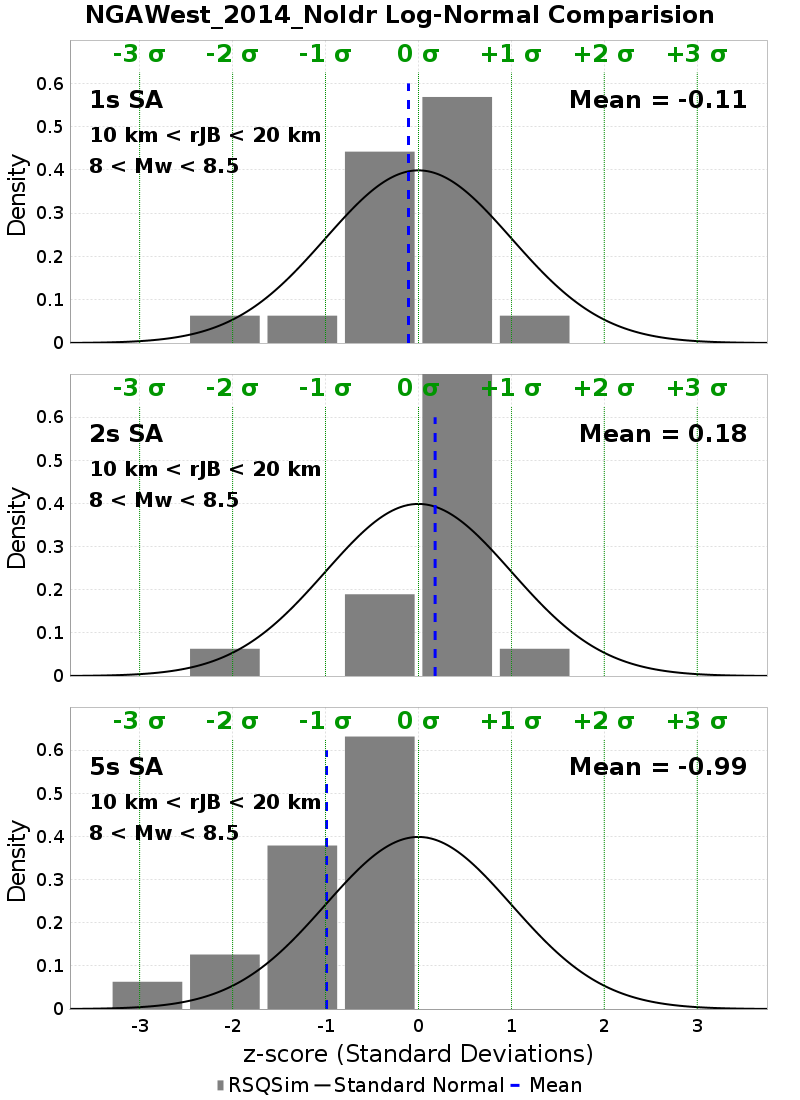 NGAWest_2014_NoIdr Log-Normal Comparision
-3 σ -2 σ -1 σ 0 σ +1 σ +2 σ +3 σ
0.6
1s SA Mean = -0.11
0.5
10 km < rJB < 20 km
0.4
8 < Mw < 8.5
0.3
0.2
0.1
0
Density
-3 σ -2 σ -1 σ 0 σ +1 σ +2 σ +3 σ
0.6
2s SA Mean = 0.18
0.5
10 km < rJB < 20 km
0.4
8 < Mw < 8.5
0.3
0.2
0.1
0
Density
-3 σ -2 σ -1 σ 0 σ +1 σ +2 σ +3 σ
0.6
5s SA Mean = -0.99
0.5
10 km < rJB < 20 km
0.4
8 < Mw < 8.5
0.3
0.2
0.1
0
Density
-3 -2 -1 0 1 2 3
z-score (Standard Deviations)
RSQSim Standard Normal Mean